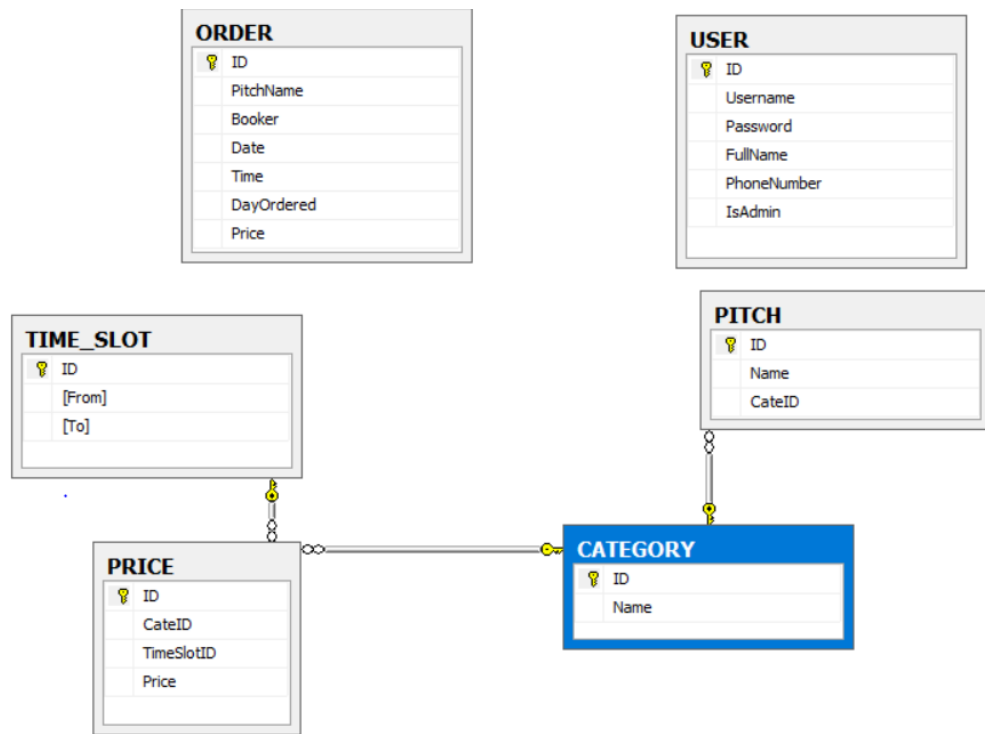 ORDER
ID
PitchName
Booker
Date
Time
DayOrdered
Price
USER
ID
Username
Password
FullName
PhoneNumber
IsAdmin
TIME_SLOT
ID
[From]
[To]
PITCH
ID
Name
CateID
PRICE
ID
CateID
TimeSlotID
Price
CATEGORY
ID
Name